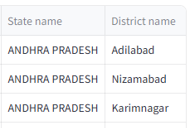 State name District name
ANDHRA PRADESH Adilabad
ANDHRA PRADESH Nizamabad
ANDHRA PRADESH Karimnagar